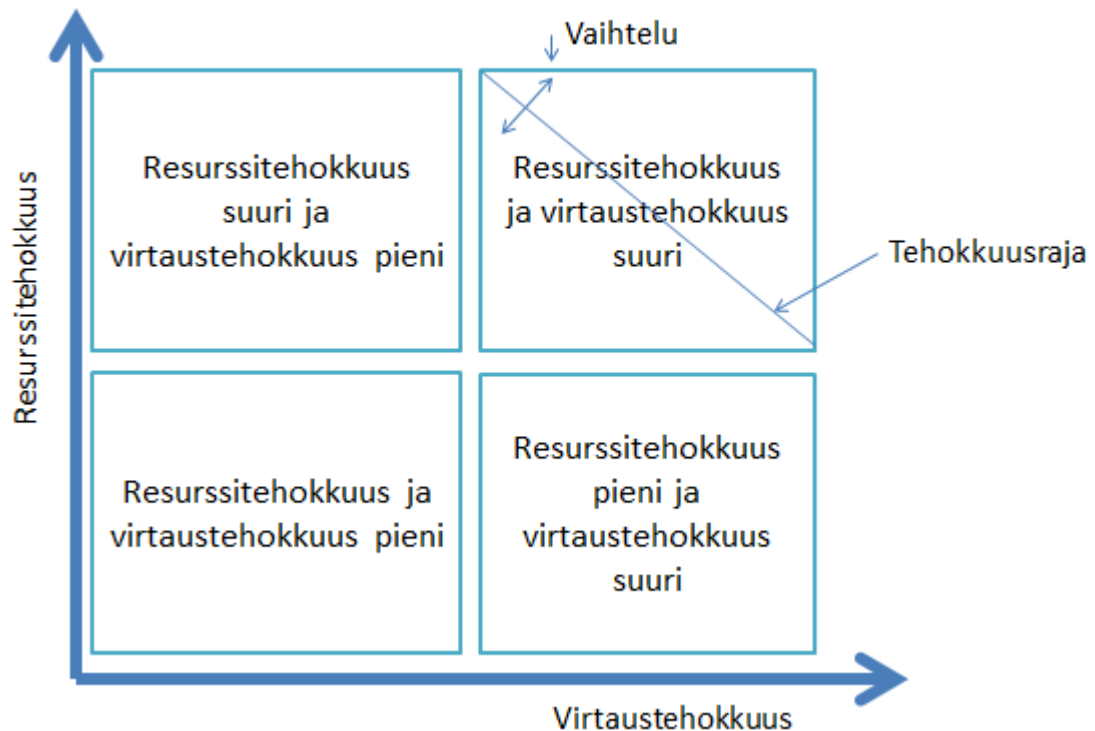 Vaihtelu
Resurssitehokkuus
suuri ja
virtaustehokkuus pieni
Resurssitehokkuus
ja virtaustehokkuus
suuri
Tehokkuusraja
Resurssitehokkuus
Resurssitehokkuus ja
virtaustehokkuus pieni
Resurssitehokkuus
pieni ja
virtaustehokkuus
suuri
Virtaustehokkuus